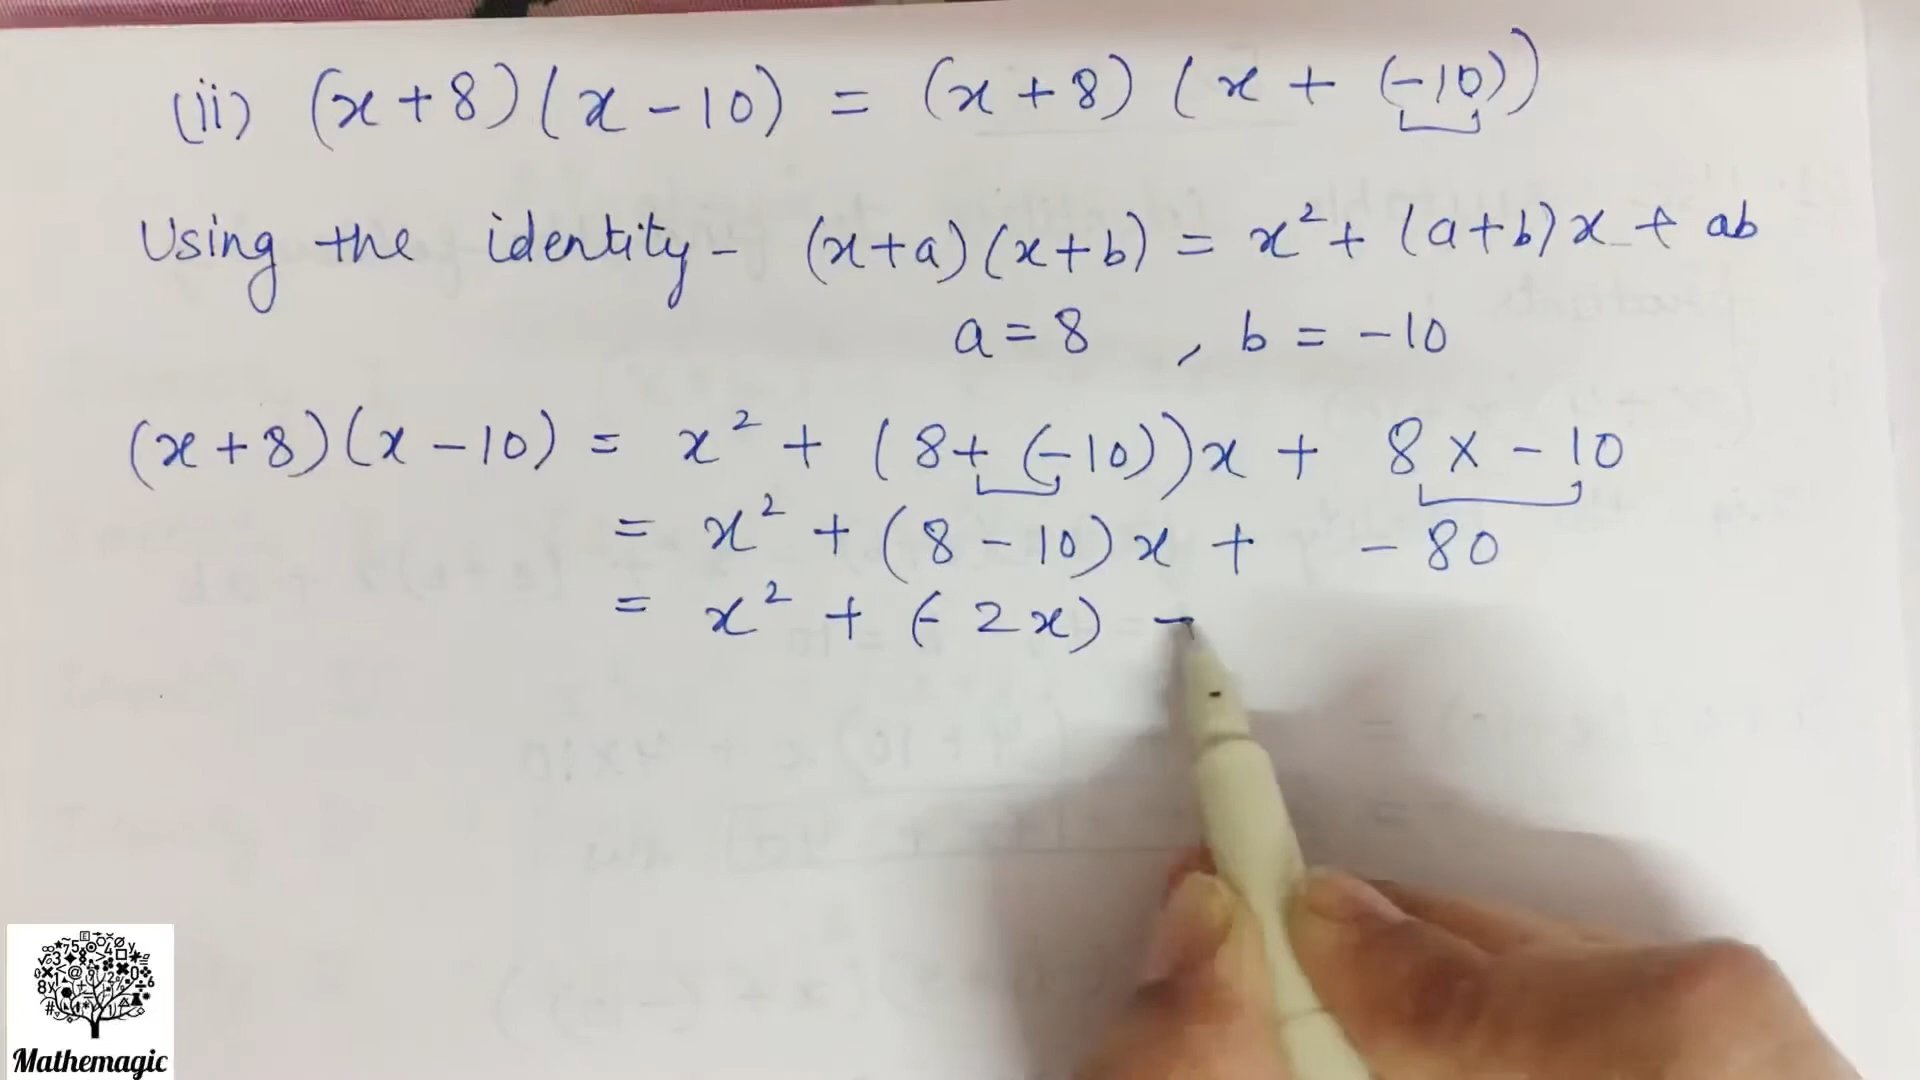 (ii) (x+8)(x-10) = (x+8)(x + (-10))
Using the identity- (x+a)(x+b) = x² + (a+b)x + ab
a = 8 , b = -10
(x+8)(x-10) = x² + (8+(-10))x + 8 x -10
= x² + (8-10)x + -80
= x² + (-2x) -
Mathemagic